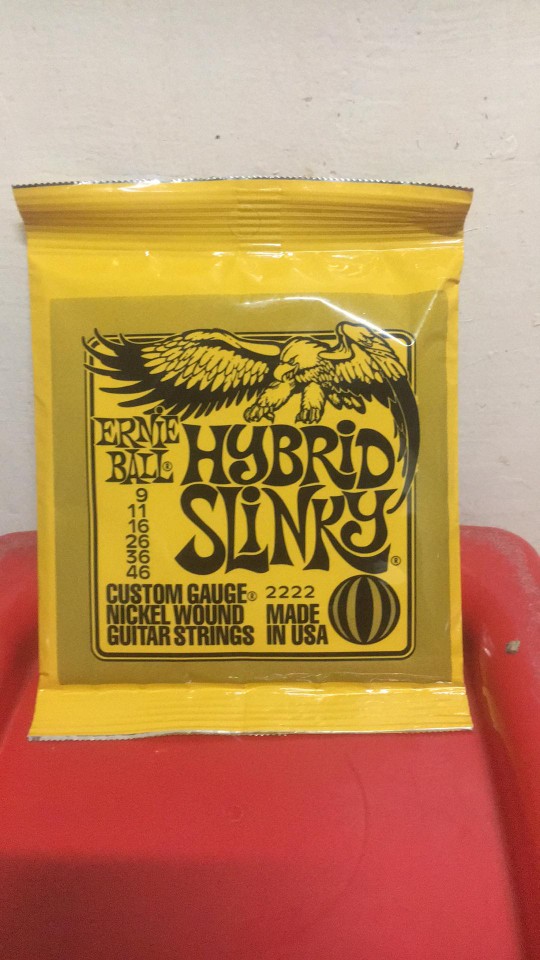 ERNiE
BALL®
HYBRiD
SLiNKY®
9
11
16
26
36
46
CUSTOM GAUGE®
NICKEL WOUND
GUITAR STRINGS
2222
MADE
IN USA